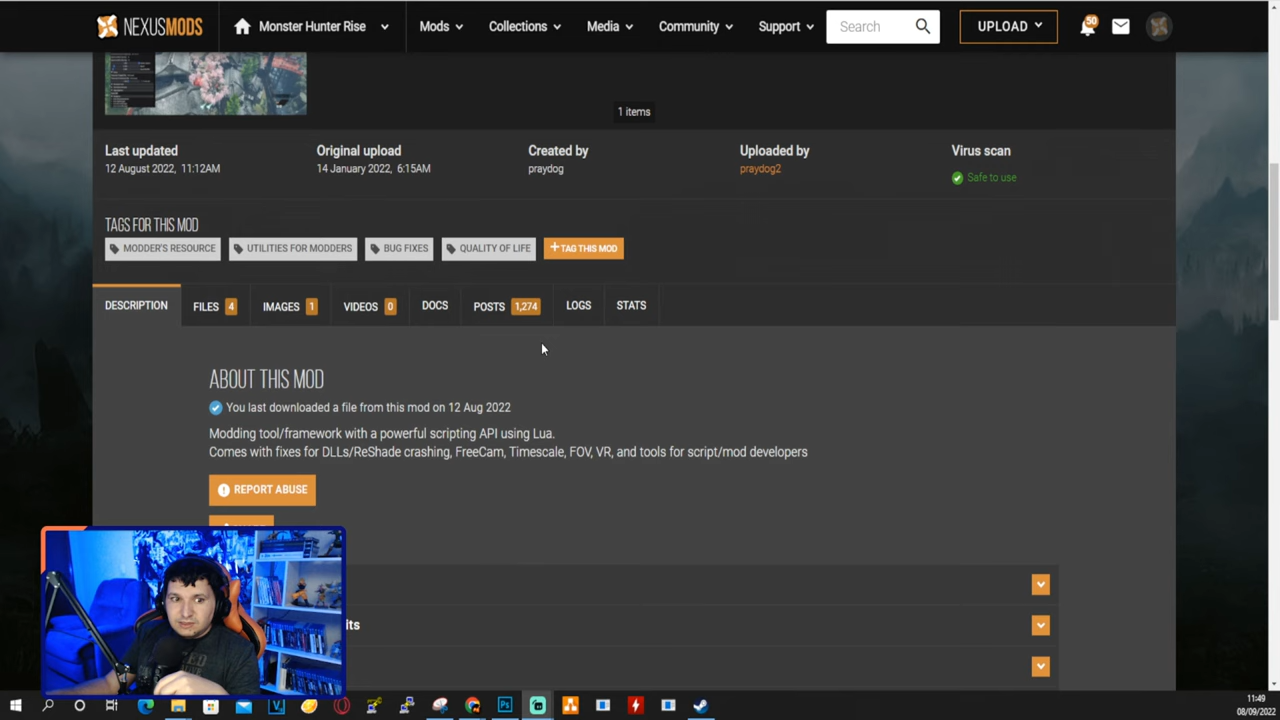 NEXUSMODS
Monster Hunter Rise
Mods
Collections
Media
Community
Support
Search
UPLOAD
50
1 items
Last updated
12 August 2022, 11:12AM
Original upload
14 January 2022, 6:15AM
Created by
praydog
Uploaded by
praydog2
Virus scan
Safe to use
TAGS FOR THIS MOD
MODDER'S RESOURCE
UTILITIES FOR MODDERS
BUG FIXES
QUALITY OF LIFE
+TAG THIS MOD
DESCRIPTION
FILES 4
IMAGES 1
VIDEOS 0
DOCS
POSTS 1,274
LOGS
STATS
ABOUT THIS MOD
You last downloaded a file from this mod on 12 Aug 2022
Modding tool/framework with a powerful scripting API using Lua.
Comes with fixes for DLLs/ReShade crashing, FreeCam, Timescale, FOV, VR, and tools for script/mod developers
REPORT ABUSE
its
11:49
08/09/2022